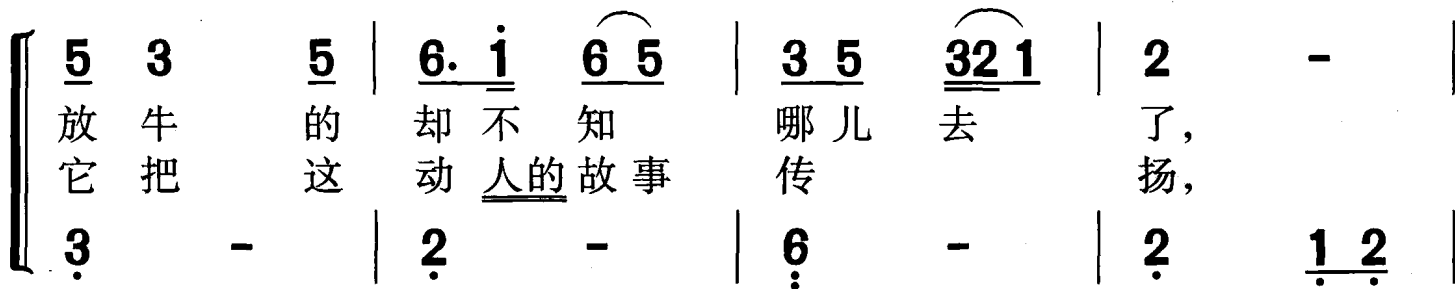 5 3 5 | 6. i 6 5 | 3 5 32 1 | 2 - |
放牛 的 却不 知 哪儿 去 了,
它把 这 动人的故事 传 扬,
3 - | 2 - | 6 - | 2 1 2 |